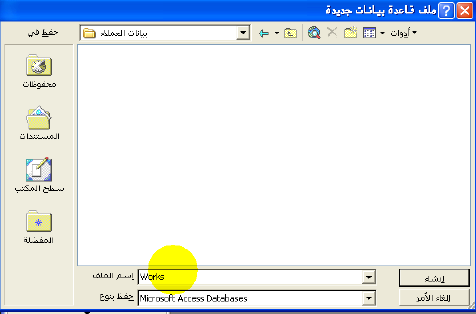 ملف قاعدة بيانات جديدة
حفظ في
بيانات العملاء
أدوات
محفوظات
المستندات
سطح المكتب
المفضلة
إسم الملف
Works
إنشاء
حفظ بنوع
Microsoft Access Databases
إلغاء الأمر